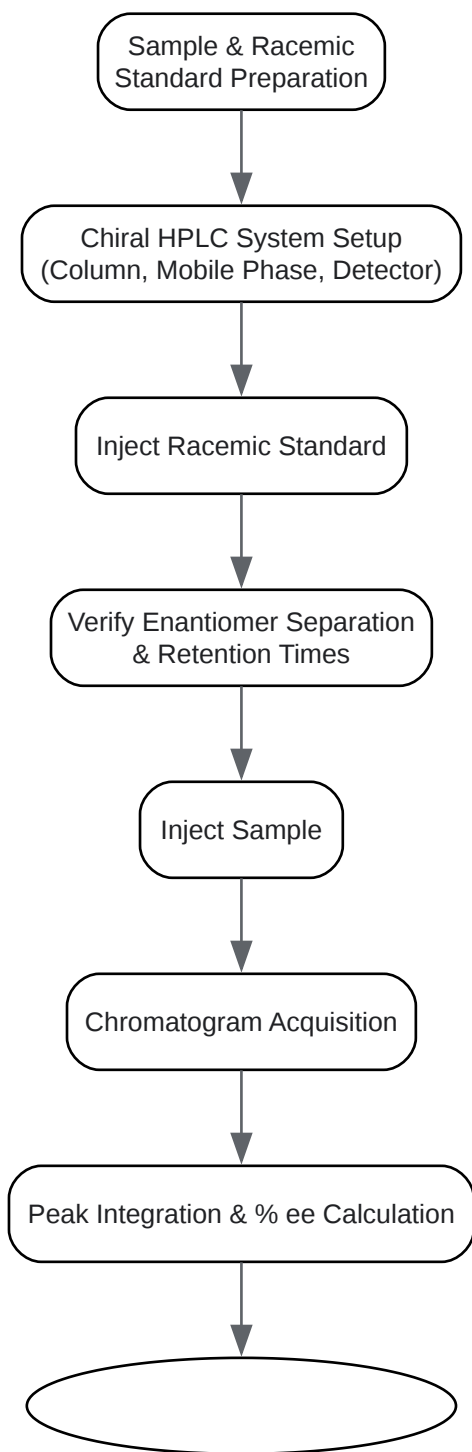 Sample & Racemic
Standard Preparation
Chiral HPLC System Setup
(Column, Mobile Phase, Detector)
Inject Racemic Standard
Verify Enantiomer Separation
& Retention Times
Inject Sample
Chromatogram Acquisition
Peak Integration & % ee Calculation